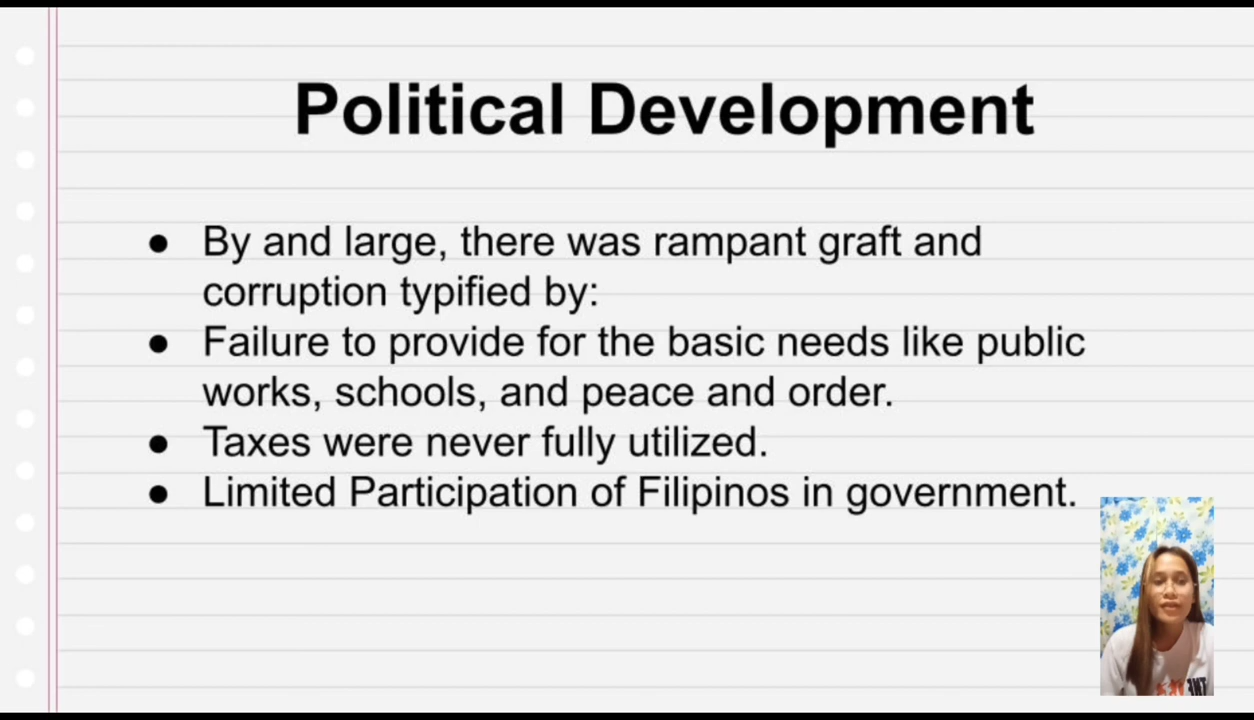 Political Development
● By and large, there was rampant graft and
corruption typified by:
● Failure to provide for the basic needs like public
works, schools, and peace and order.
● Taxes were never fully utilized.
● Limited Participation of Filipinos in government.